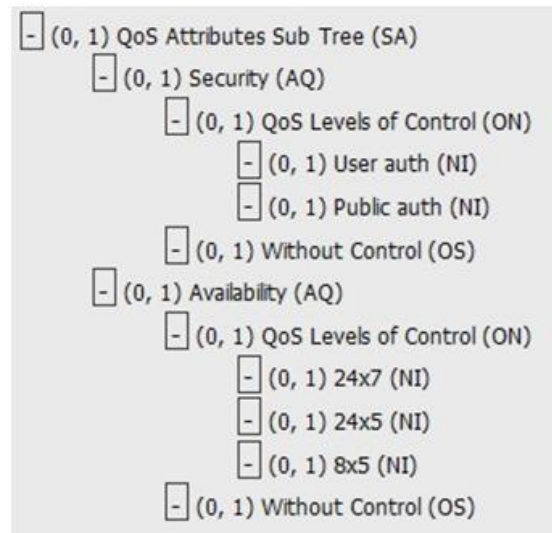 - (0, 1) QoS Attributes Sub Tree (SA)
- (0, 1) Security (AQ)
- (0, 1) QoS Levels of Control (ON)
- (0, 1) User auth (NI)
- (0, 1) Public auth (NI)
- (0, 1) Without Control (OS)
- (0, 1) Availability (AQ)
- (0, 1) QoS Levels of Control (ON)
- (0, 1) 24x7 (NI)
- (0, 1) 24x5 (NI)
- (0, 1) 8x5 (NI)
- (0, 1) Without Control (OS)